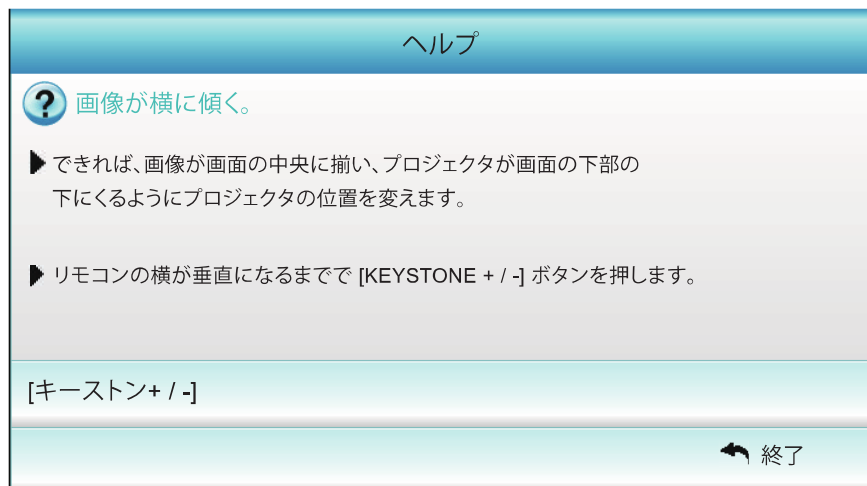 ヘルプ
画像が横に傾く。
できれば、画像が画面の中央に揃い、プロジェクタが画面の下部の
下にくるようにプロジェクタの位置を変えます。
リモコンの横が垂直になるまでで [KEYSTONE + / -] ボタンを押します。
[キーストン+ / -]
終了